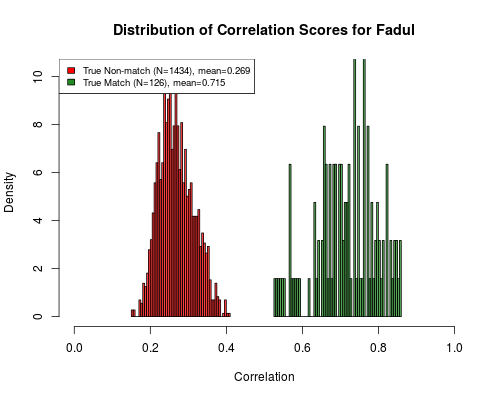 Distribution of Correlation Scores for Fadul
True Non-match (N=1434), mean=0.269
True Match (N=126), mean=0.715
Density
10
8
6
4
2
0
0.0 0.2 0.4 0.6 0.8 1.0
Correlation